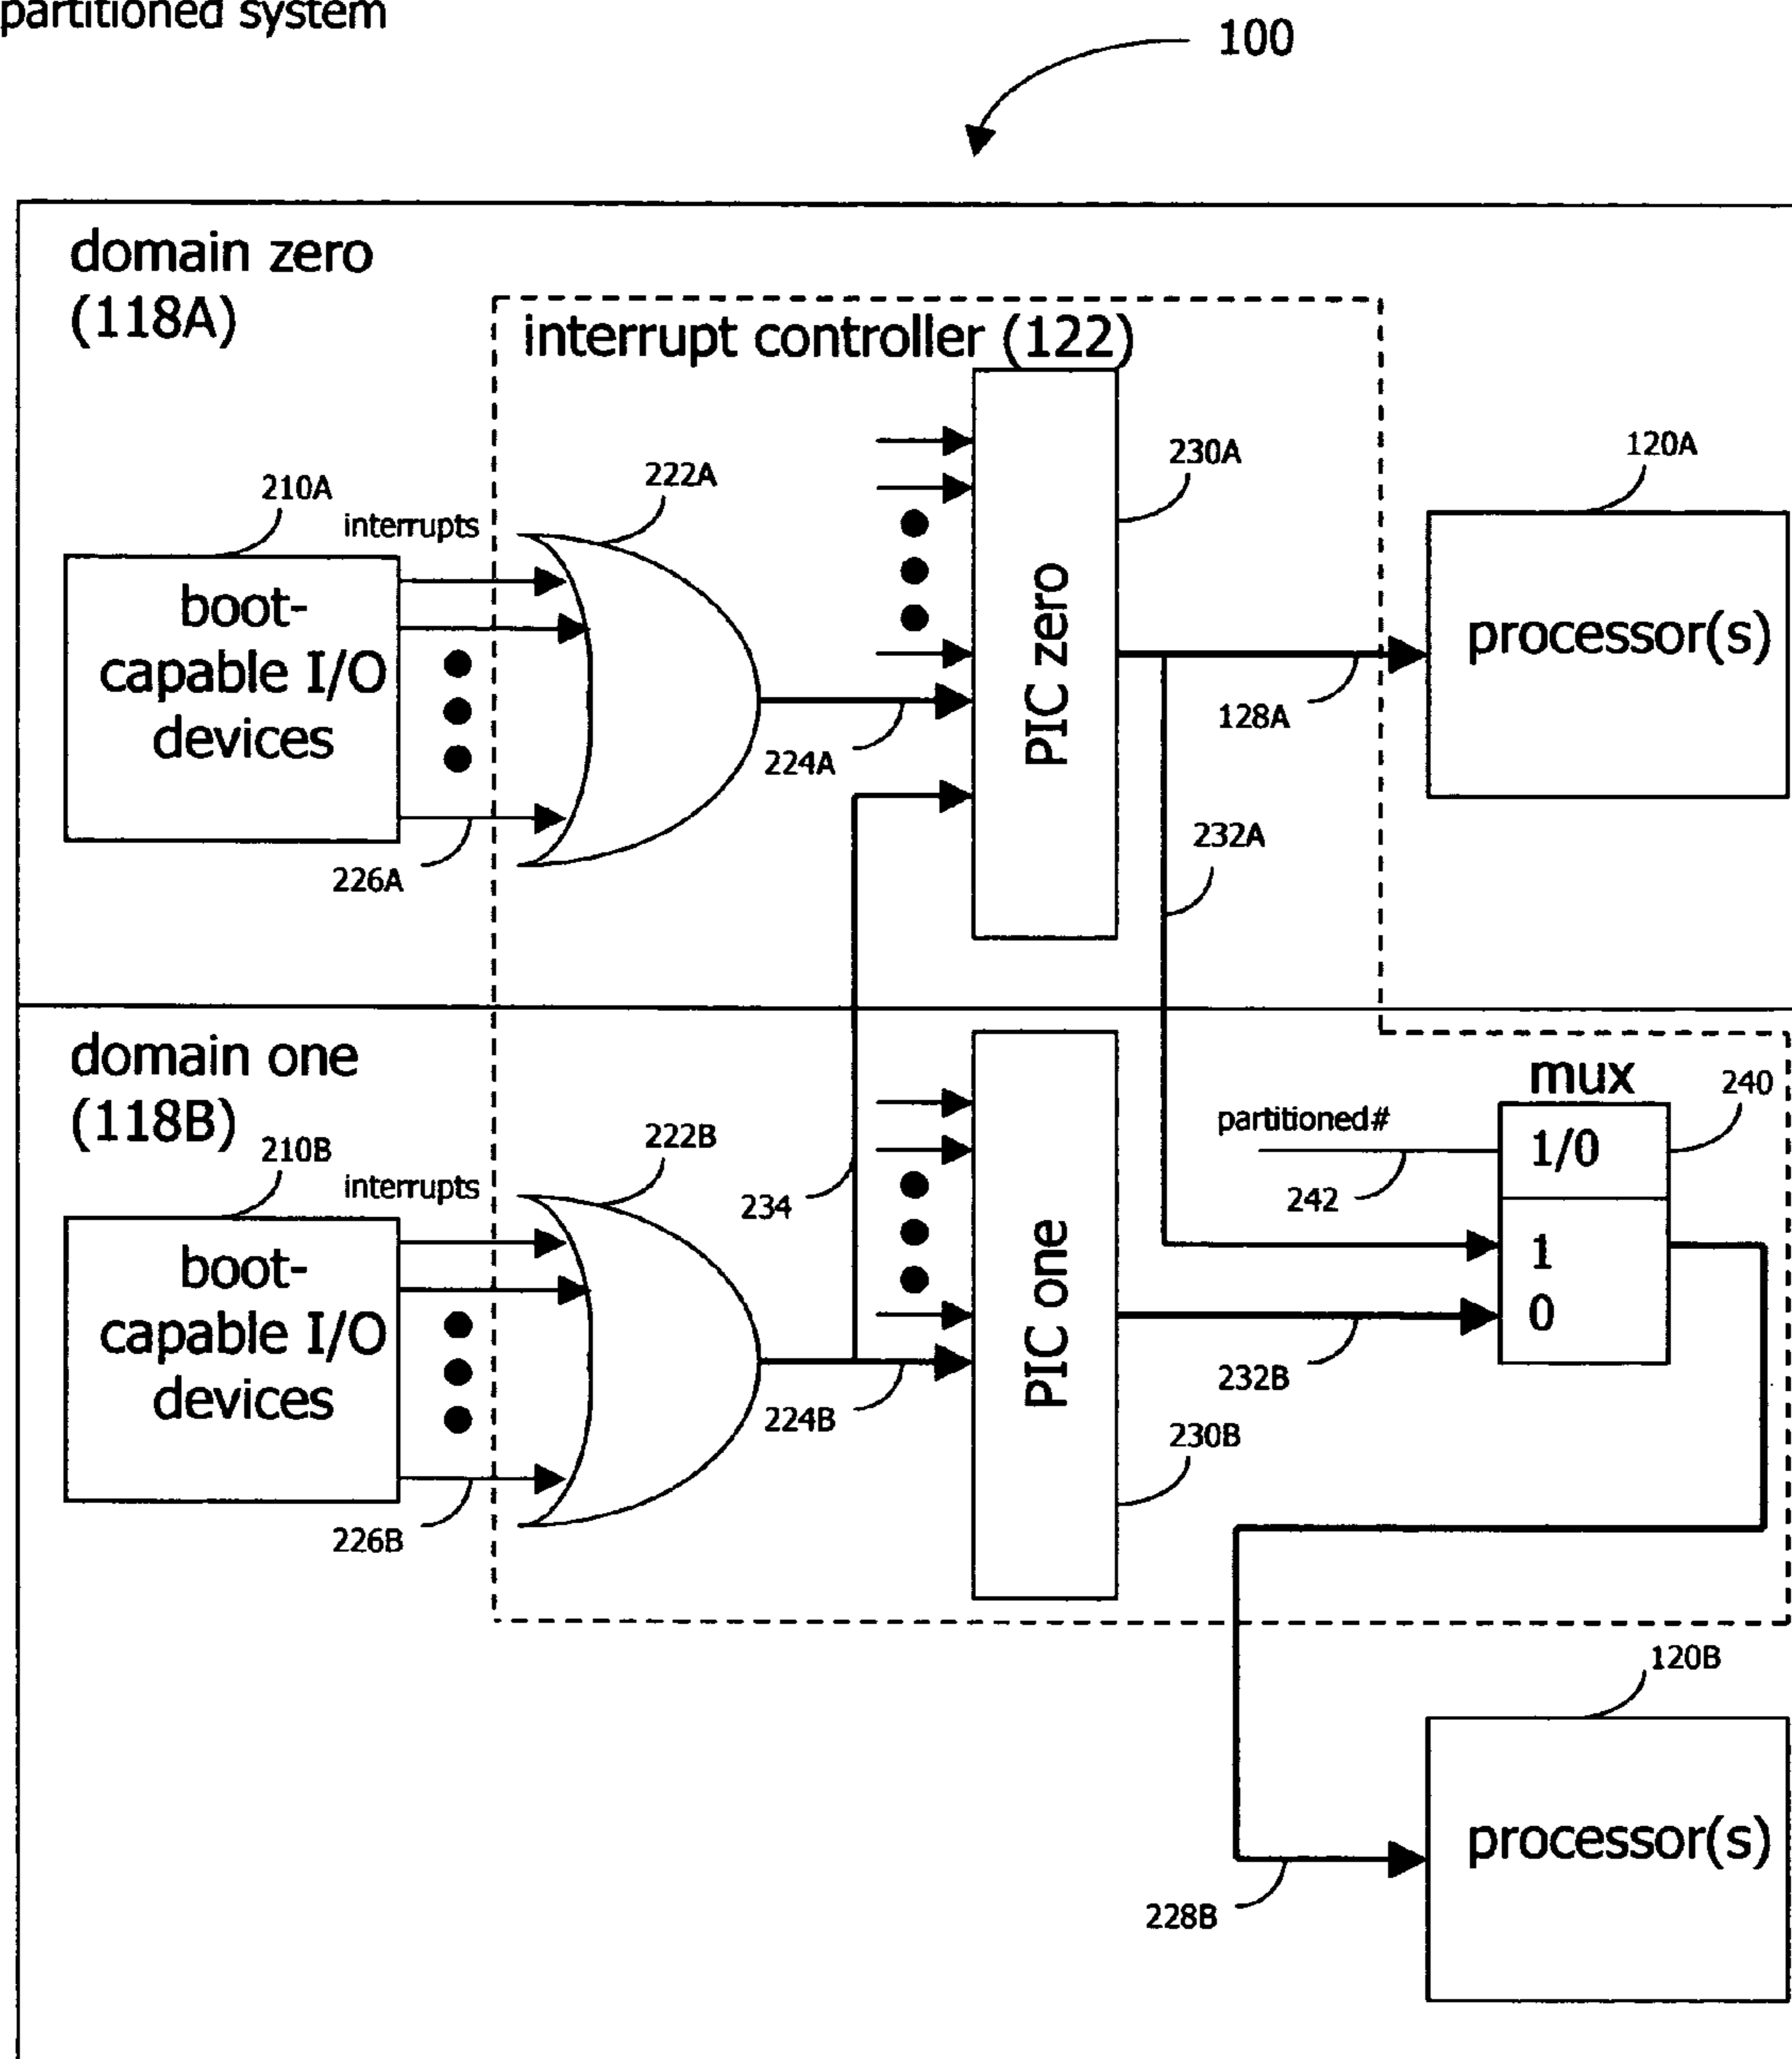 partitioned system
100
domain zero
(118A)
interrupt controller (122)
210A
interrupts
222A
230A
120A
boot-
capable I/O
devices
PIC zero
processor(s)
224A
128A
226A
232A
domain one
(118B)
210B
interrupts
222B
234
partitioned#
242
mux
240
1/0
1
0
boot-
capable I/O
devices
PIC one
224B
232B
230B
226B
120B
processor(s)
228B